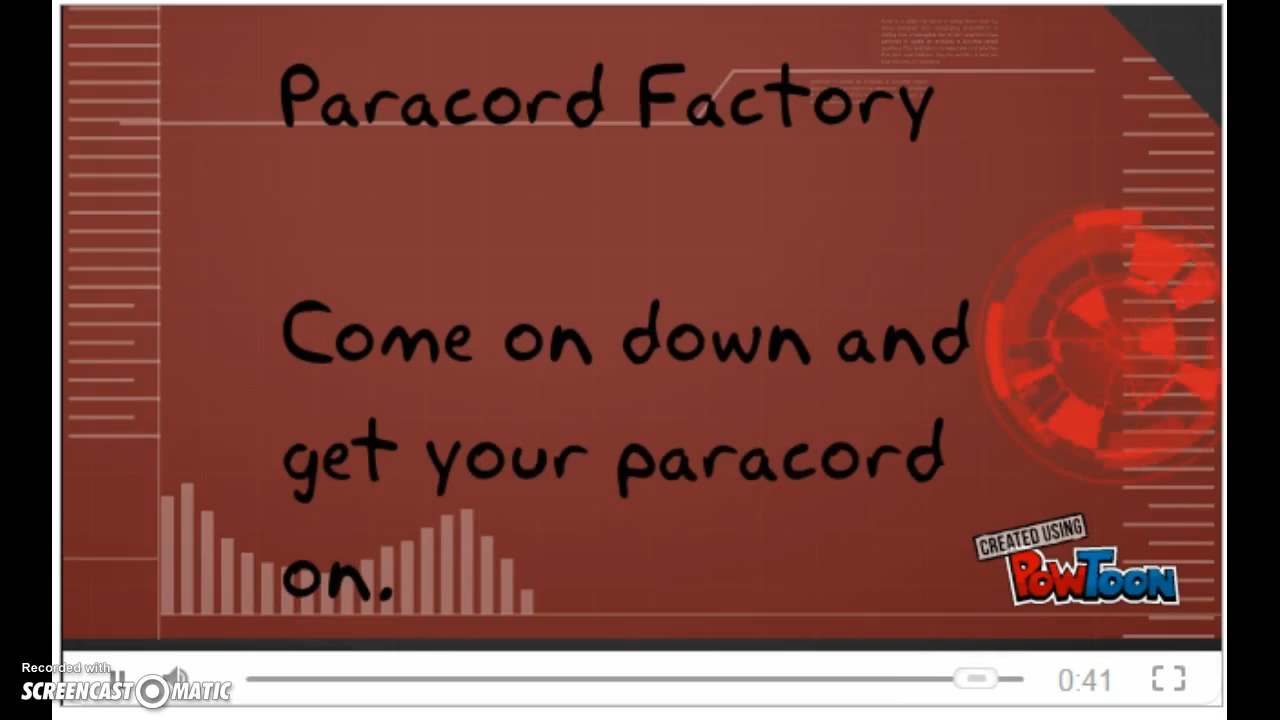 Paracord Factory
Come on down and
get your paracord
on.
CREATED USING
POWTOON
Recorded with
SCREENCAST-O-MATIC
0:41